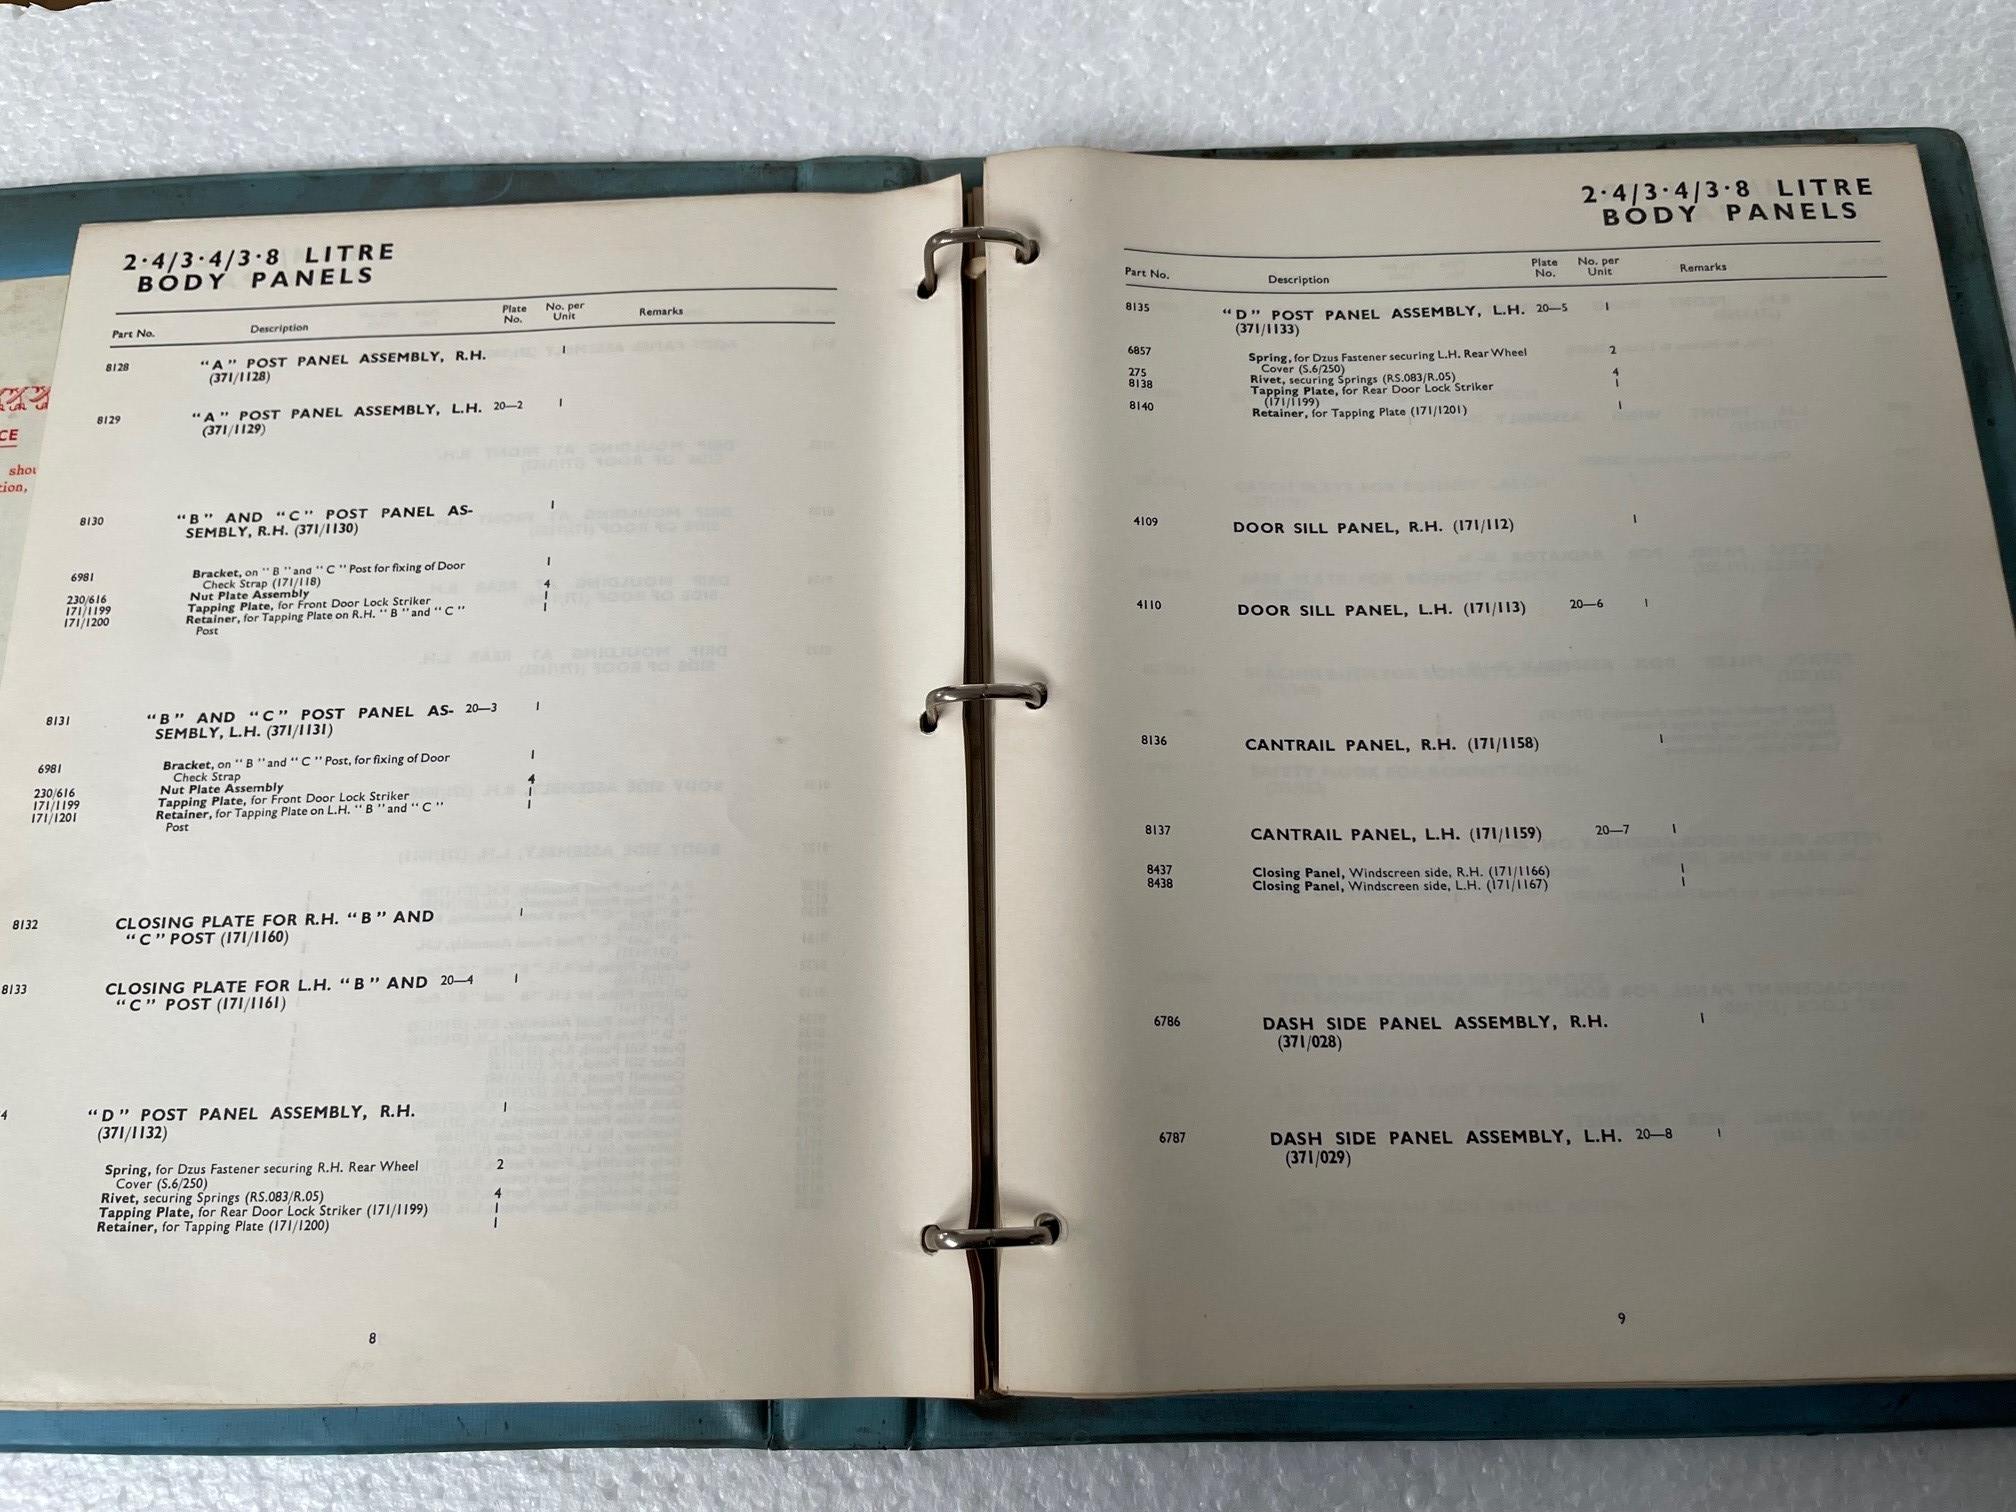 CE
shou
tion,
2·4/3·4/3·8 LITRE
BODY PANELS
Part No. Description Plate No. No. per Unit Remarks
8128 "A" POST PANEL ASSEMBLY, R.H. 1
(371/1128)
8129 "A" POST PANEL ASSEMBLY, L.H. 20—2 1
(371/1129)
8130 "B" AND "C" POST PANEL AS- 1
SEMBLY, R.H. (371/1130)
6981 Bracket, on "B" and "C" Post for fixing of Door 1
Check Strap (171/118)
230/616 Nut Plate Assembly 4
171/1199 Tapping Plate, for Front Door Lock Striker 1
171/1200 Retainer, for Tapping Plate on R.H. "B" and "C" 1
Post
8131 "B" AND "C" POST PANEL AS- 20—3 1
SEMBLY, L.H. (371/1131)
6981 Bracket, on "B" and "C" Post, for fixing of Door 1
Check Strap
230/616 Nut Plate Assembly 4
171/1199 Tapping Plate, for Front Door Lock Striker 1
171/1201 Retainer, for Tapping Plate on L.H. "B" and "C" 1
Post
8132 CLOSING PLATE FOR R.H. "B" AND 1
"C" POST (171/1160)
8133 CLOSING PLATE FOR L.H. "B" AND 20—4 1
"C" POST (171/1161)
4 "D" POST PANEL ASSEMBLY, R.H. 1
(371/1132)
Spring, for Dzus Fastener securing R.H. Rear Wheel 2
Cover (S.6/250)
Rivet, securing Springs (RS.083/R.05) 4
Tapping Plate, for Rear Door Lock Striker (171/1199) 1
Retainer, for Tapping Plate (171/1200) 1
8
2·4/3·4/3·8 LITRE
BODY PANELS
Part No. Description Plate No. No. per Unit Remarks
8135 "D" POST PANEL ASSEMBLY, L.H. 20—5 1
(371/1133)
6857 Spring, for Dzus Fastener securing L.H. Rear Wheel 2
Cover (S.6/250)
275 Rivet, securing Springs (RS.083/R.05) 4
8138 Tapping Plate, for Rear Door Lock Striker 1
(171/1199)
8140 Retainer, for Tapping Plate (171/1201) 1
4109 DOOR SILL PANEL, R.H. (171/112) 1
4110 DOOR SILL PANEL, L.H. (171/113) 20—6 1
8136 CANTRAIL PANEL, R.H. (171/1158) 1
8137 CANTRAIL PANEL, L.H. (171/1159) 20—7 1
8437 Closing Panel, Windscreen side, R.H. (171/1166) 1
8438 Closing Panel, Windscreen side, L.H. (171/1167) 1
6786 DASH SIDE PANEL ASSEMBLY, R.H. 1
(371/028)
6787 DASH SIDE PANEL ASSEMBLY, L.H. 20—8 1
(371/029)
9